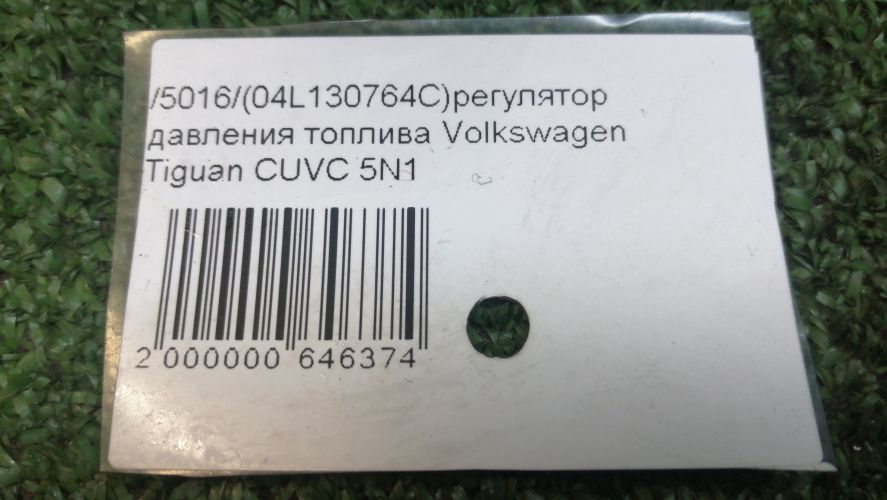 /5016/(04L130764C)регулятор
давления топлива Volkswagen
Tiguan CUVC 5N1
2 000000 646374